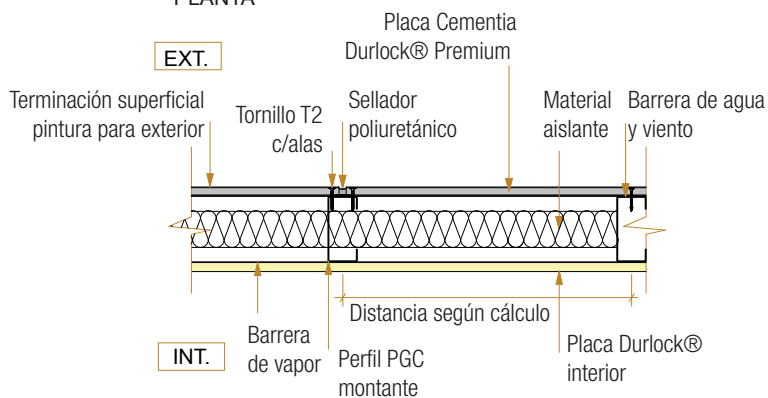 PLANTA
EXT.
Placa Cementia
Durlock® Premium
Terminación superficial
pintura para exterior
Tornillo T2
c/alas
Sellador
poliuretánico
Material
aislante
Barrera de agua
y viento
Distancia según cálculo
INT.
Barrera
de vapor
Perfil PGC
montante
Placa Durlock®
interior